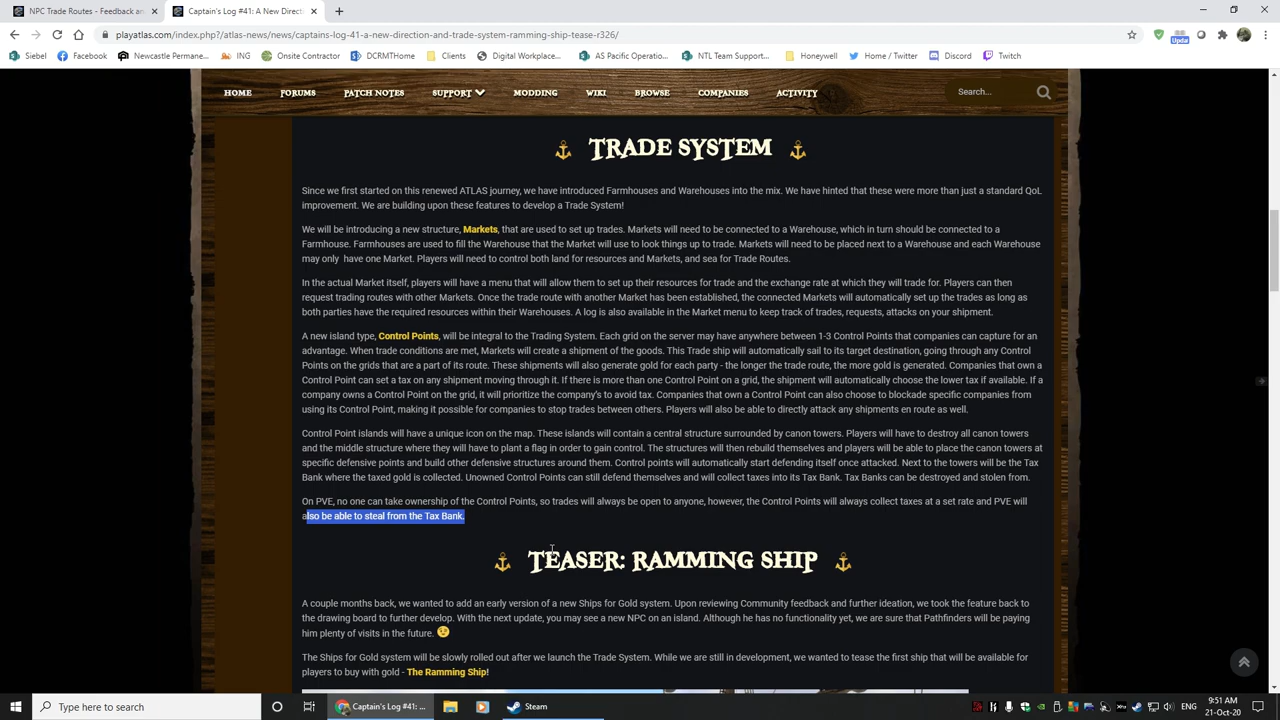 NPC Trade Routes - Feedback and
Captain's Log #41: A new direction
playatlas.com/index.php?/atlas-news/news/captains-logs/captains-log-41-a-new-direction-and-trade-system-ramming-ship-teaser-r326/
Siebel
Facebook
Password Manager
ING
Onsite Contractor
DCRMTHome
Clients
Digital Workplace...
AS Pacific Operatio...
NTL Team Support...
Honeywell
Home / Twitter
Discord
Twitch
HOME
FORUMS
PATCH NOTES
SUPPORT
MODDING
WIKI
BROWSE
COMPANIES
ACTIVITY
Search...
TRADE SYSTEM
Since we first started on this renewed ATLAS journey, we have introduced Farmhouses and Warehouses into the mix. We have hinted that these were more than just a standard QoL
improvement. We are building upon these features to develop a Trade System!
We will be introducing a new structure, Markets, that are used to set up trades. Markets will need to be connected to a Warehouse, which in turn should be connected to a
Farmhouse. Farmhouses are used to fill the Warehouse that the Market will use to look things up to trade. Markets will need to be placed next to a Warehouse and each Warehouse
may only have one Market. Players will need to control both land for resources and Markets, and sea for Trade Routes.
In the actual Market itself, players will have a menu that will allow them to set up their resources for trade and the exchange rate at which they will trade for. Players can then
request trading routes with other Markets. Once the trade route with another Market has been established, the connected Markets will automatically set up the trades as long as
both parties have the required resources within their Warehouses. A log is also available in the Market menu to keep track of trades, requests, attacks on your shipment.
A new island type, Control Points, will be integral to the Trading System. Each grid on the server may have anywhere between 1-3 Control Points that companies can capture for an
advantage. When trade conditions are met, Markets will create a shipment of the goods. This Trade ship will automatically sail to its target destination, going through any Control
Points on the grids that are a part of its route. These shipments will also generate gold for each party - the longer the trade route, the more gold is generated. Companies that own a
Control Point can set a tax on any shipment moving through it. If there is more than one Control Point on a grid, the shipment will automatically choose the lower tax if available. If a
company owns a Control Point on the grid, it will prioritize the company's to avoid tax. Companies that own a Control Point can also choose to blockade specific companies from
using its Control Point, making it possible for companies to stop trades between others. Players will also be able to directly attack any shipments en route as well.
Control Point islands will have a unique icon on the map. These islands will contain a central structure surrounded by canon towers. Players will have to destroy all canon towers
and the middle structure where they will have to plant a flag in order to gain control. The structures will then rebuild themselves and players will be able to place the canon towers at
specific defensive points and build other defensive structures around them. Control points will automatically start defending itself once attacked. Next to the towers will be the Tax
Bank where the taxed gold is collected. Unowned Control Points can still defend themselves and will collect taxes into its Tax Bank. Tax Banks can be destroyed and stolen from.
On PVE, no one can take ownership of the Control Points, so trades will always be open to anyone, however, the Control Points will always collect taxes at a set rate and PVE will
also be able to steal from the Tax Bank.
TEASER: RAMMING SHIP
A couple months back, we wanted to add an early version of a new Ships for Gold system. Upon reviewing Community feedback and further ideation, we took the feature back to
the drawing board to further develop. With the next update, you may see a new NPC on an island. Although he has no functionality yet, we are sure that Pathfinders will be paying
him plenty of visits in the future.
The Ships for Gold system will be slowly rolled out after we launch the Trade System. While we are still in development, we wanted to tease the first ship that will be available for
players to buy with gold - The Ramming Ship!
Type here to search
Captain's Log #41: ...
Steam
9:51 AM
21-Oct-20